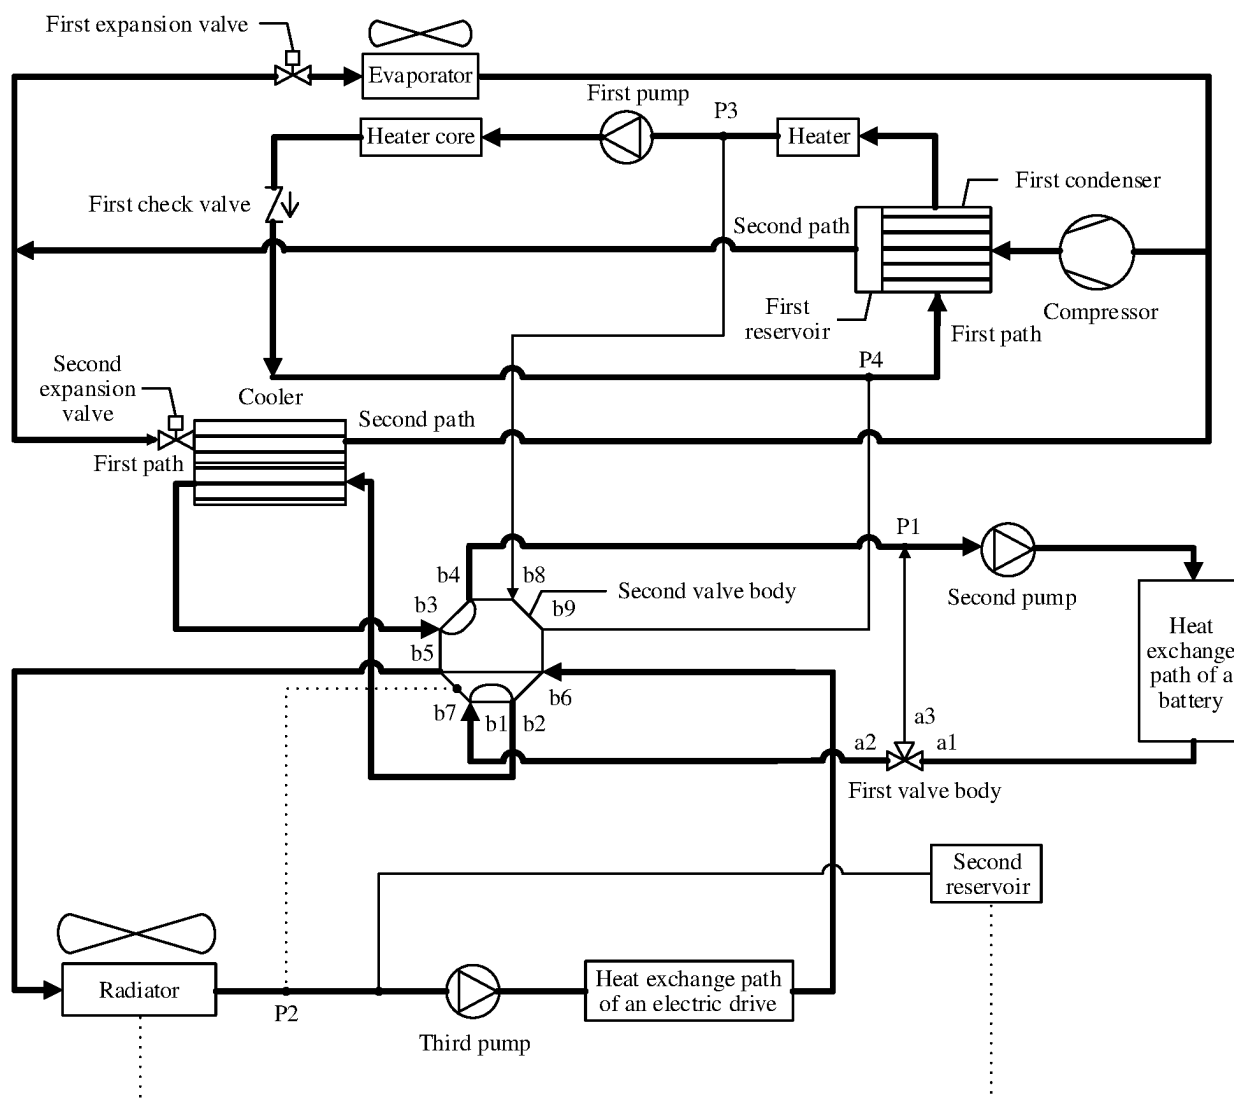 First expansion valve
Evaporator
First pump
P3
Heater core
Heater
First check valve
First condenser
Second path
First
reservoir
Compressor
First path
P4
Second
expansion
valve
Cooler
Second path
First path
P1
b4
b8
b3
b9
Second valve body
Second pump
b5
b6
Heat
exchange
path of a
battery
b7
b1
b2
a3
a2
a1
First valve body
Second
reservoir
Radiator
P2
Heat exchange path
of an electric drive
Third pump